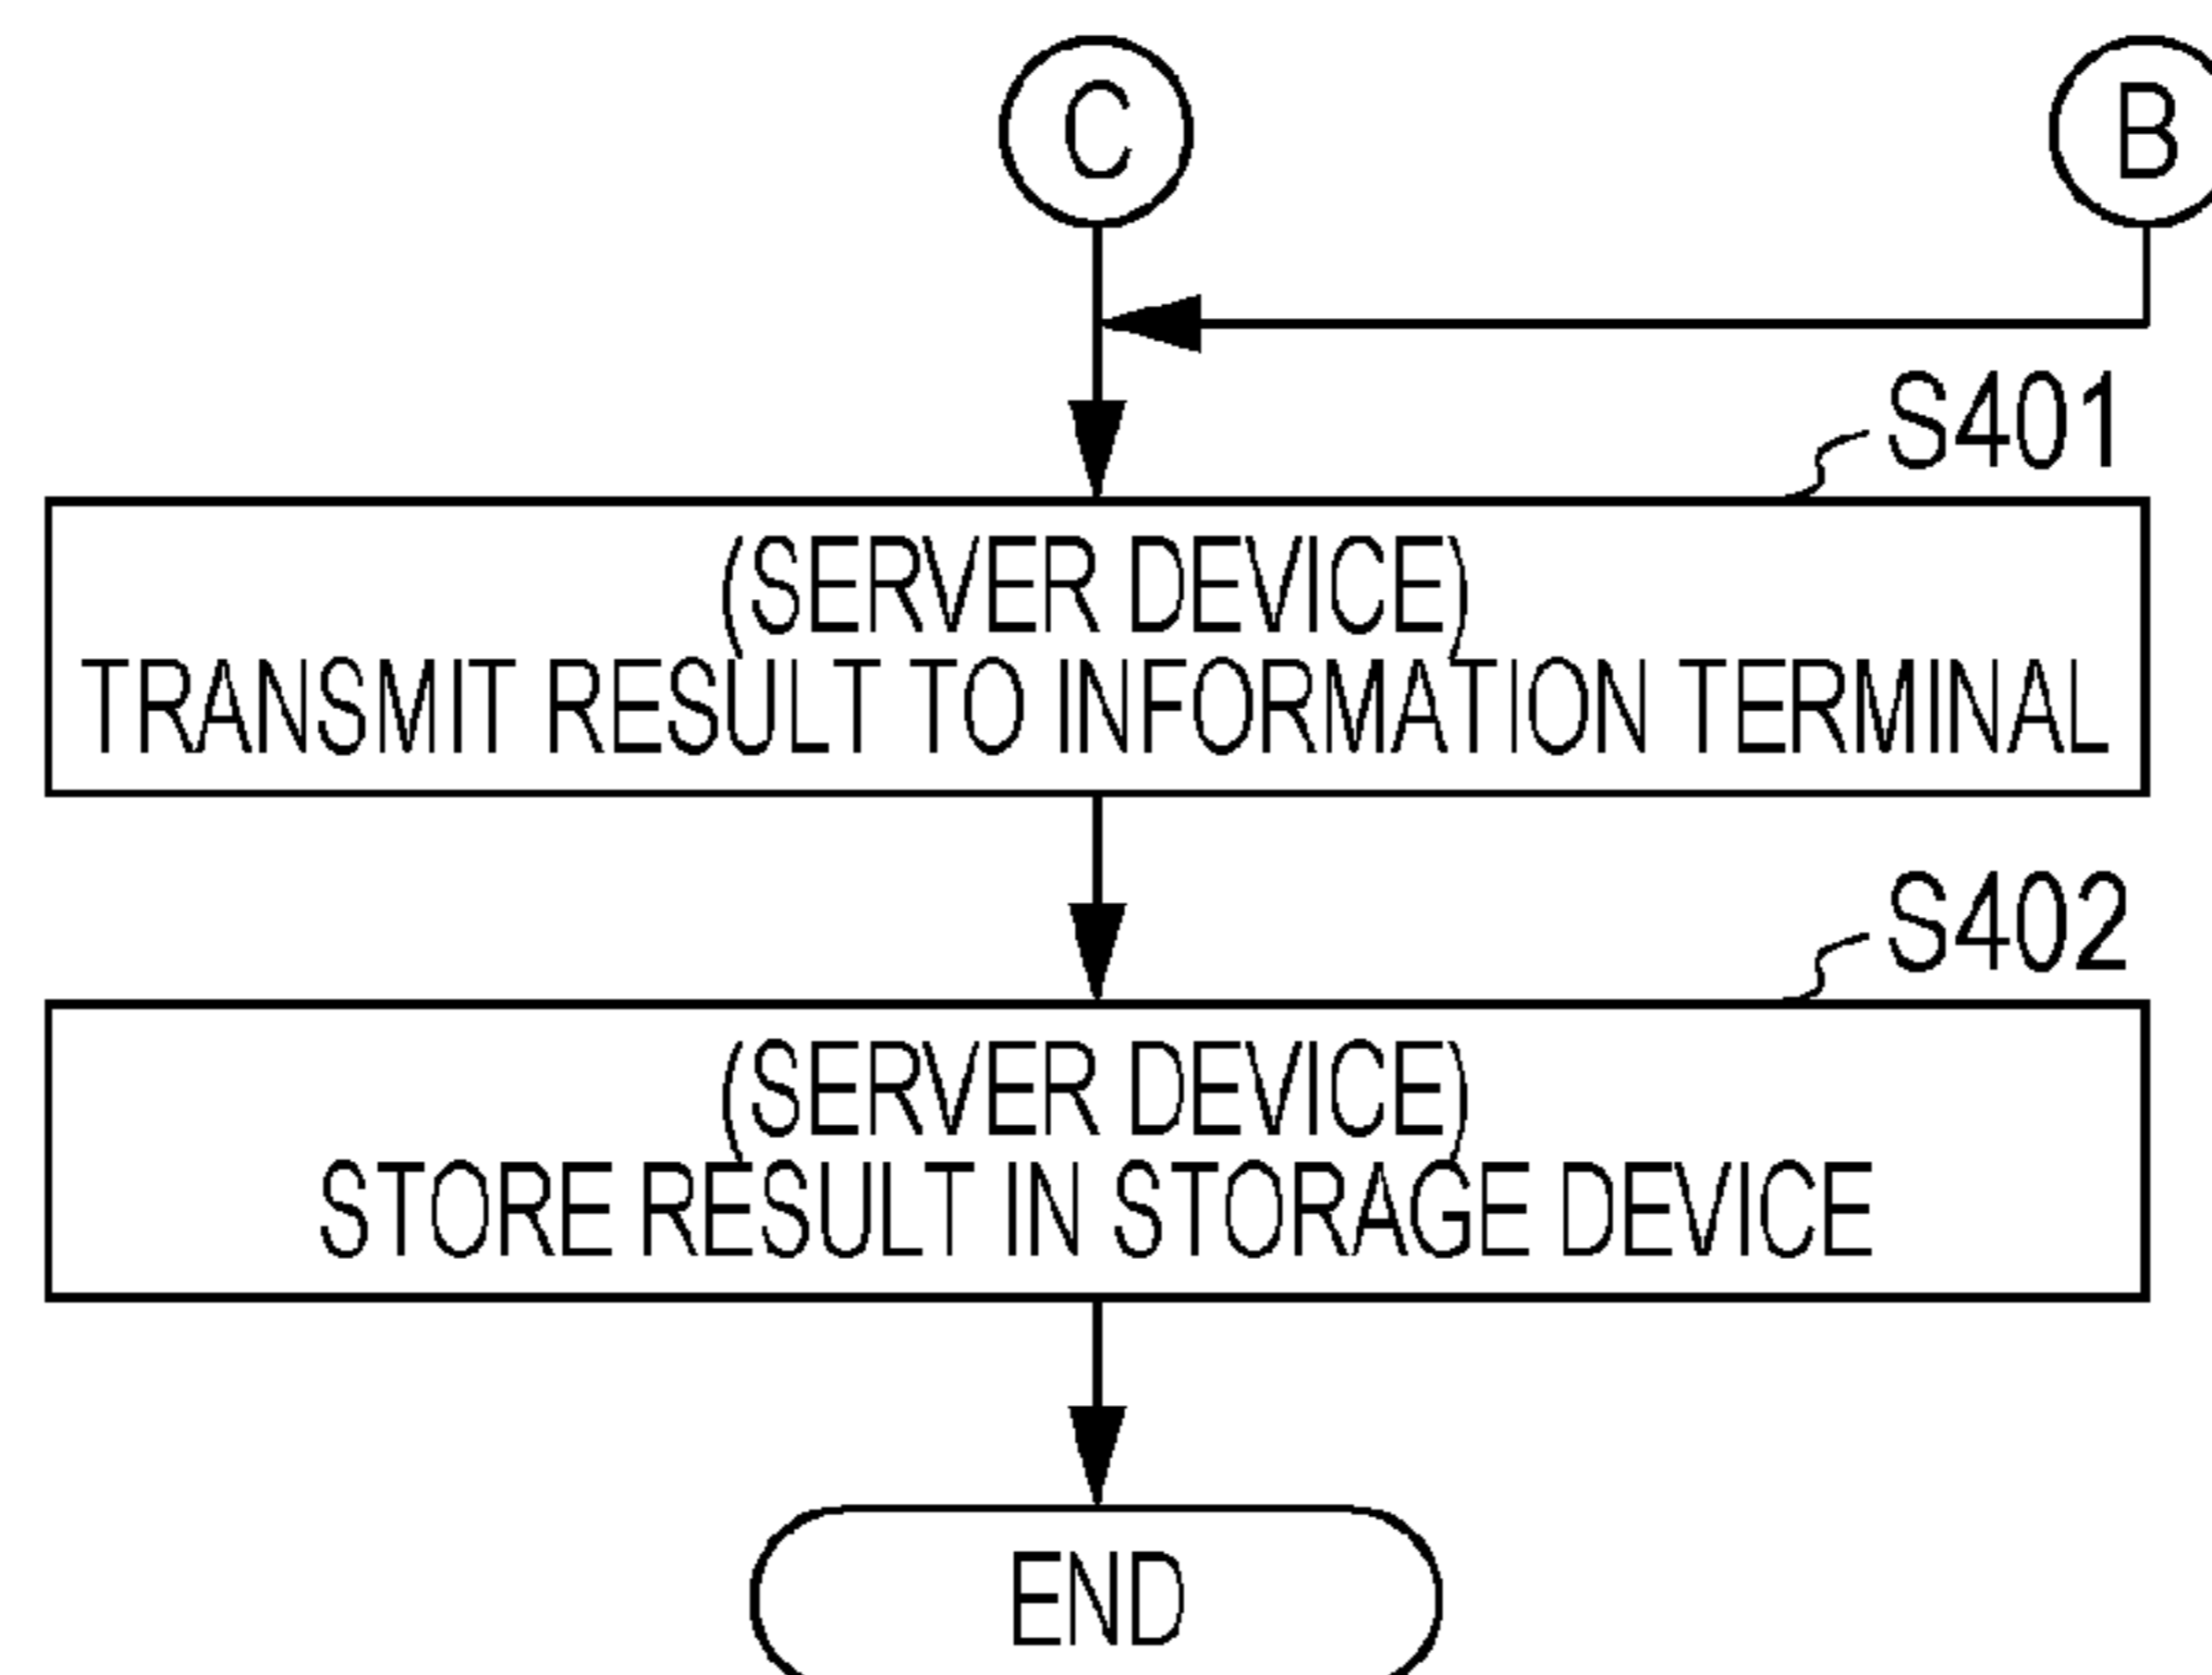 C
B
S401
(SERVER DEVICE)
TRANSMIT RESULT TO INFORMATION TERMINAL
S402
(SERVER DEVICE)
STORE RESULT IN STORAGE DEVICE
END